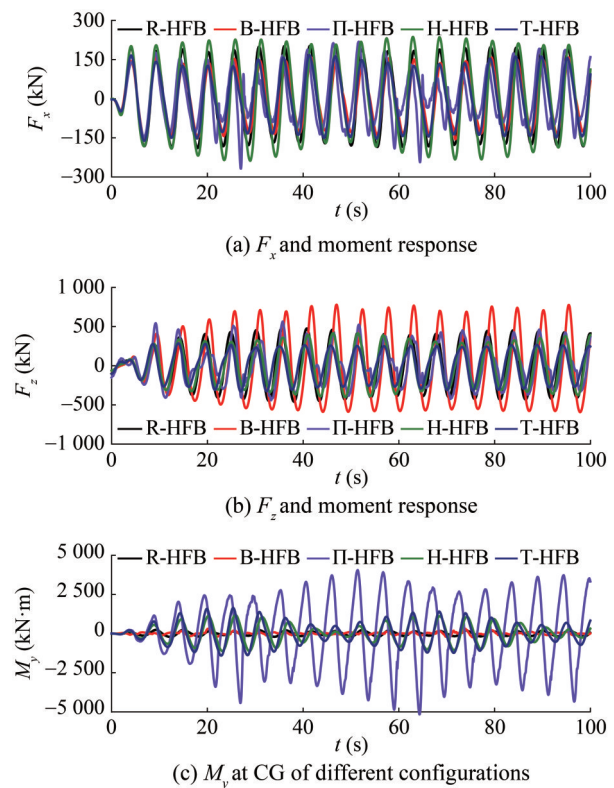 R-HFB B-HFB Π-HFB H-HFB T-HFB
300
150
0
−150
−300
F_x (kN)
0 20 40 60 80 100
t (s)
(a) F_x and moment response
1 000
500
0
−500
−1 000
F_z (kN)
R-HFB B-HFB Π-HFB H-HFB T-HFB
0 20 40 60 80 100
t (s)
(b) F_z and moment response
R-HFB B-HFB Π-HFB H-HFB T-HFB
5 000
2 500
0
−2 500
−5 000
M_y (kN·m)
0 20 40 60 80 100
t (s)
(c) M_y at CG of different configurations